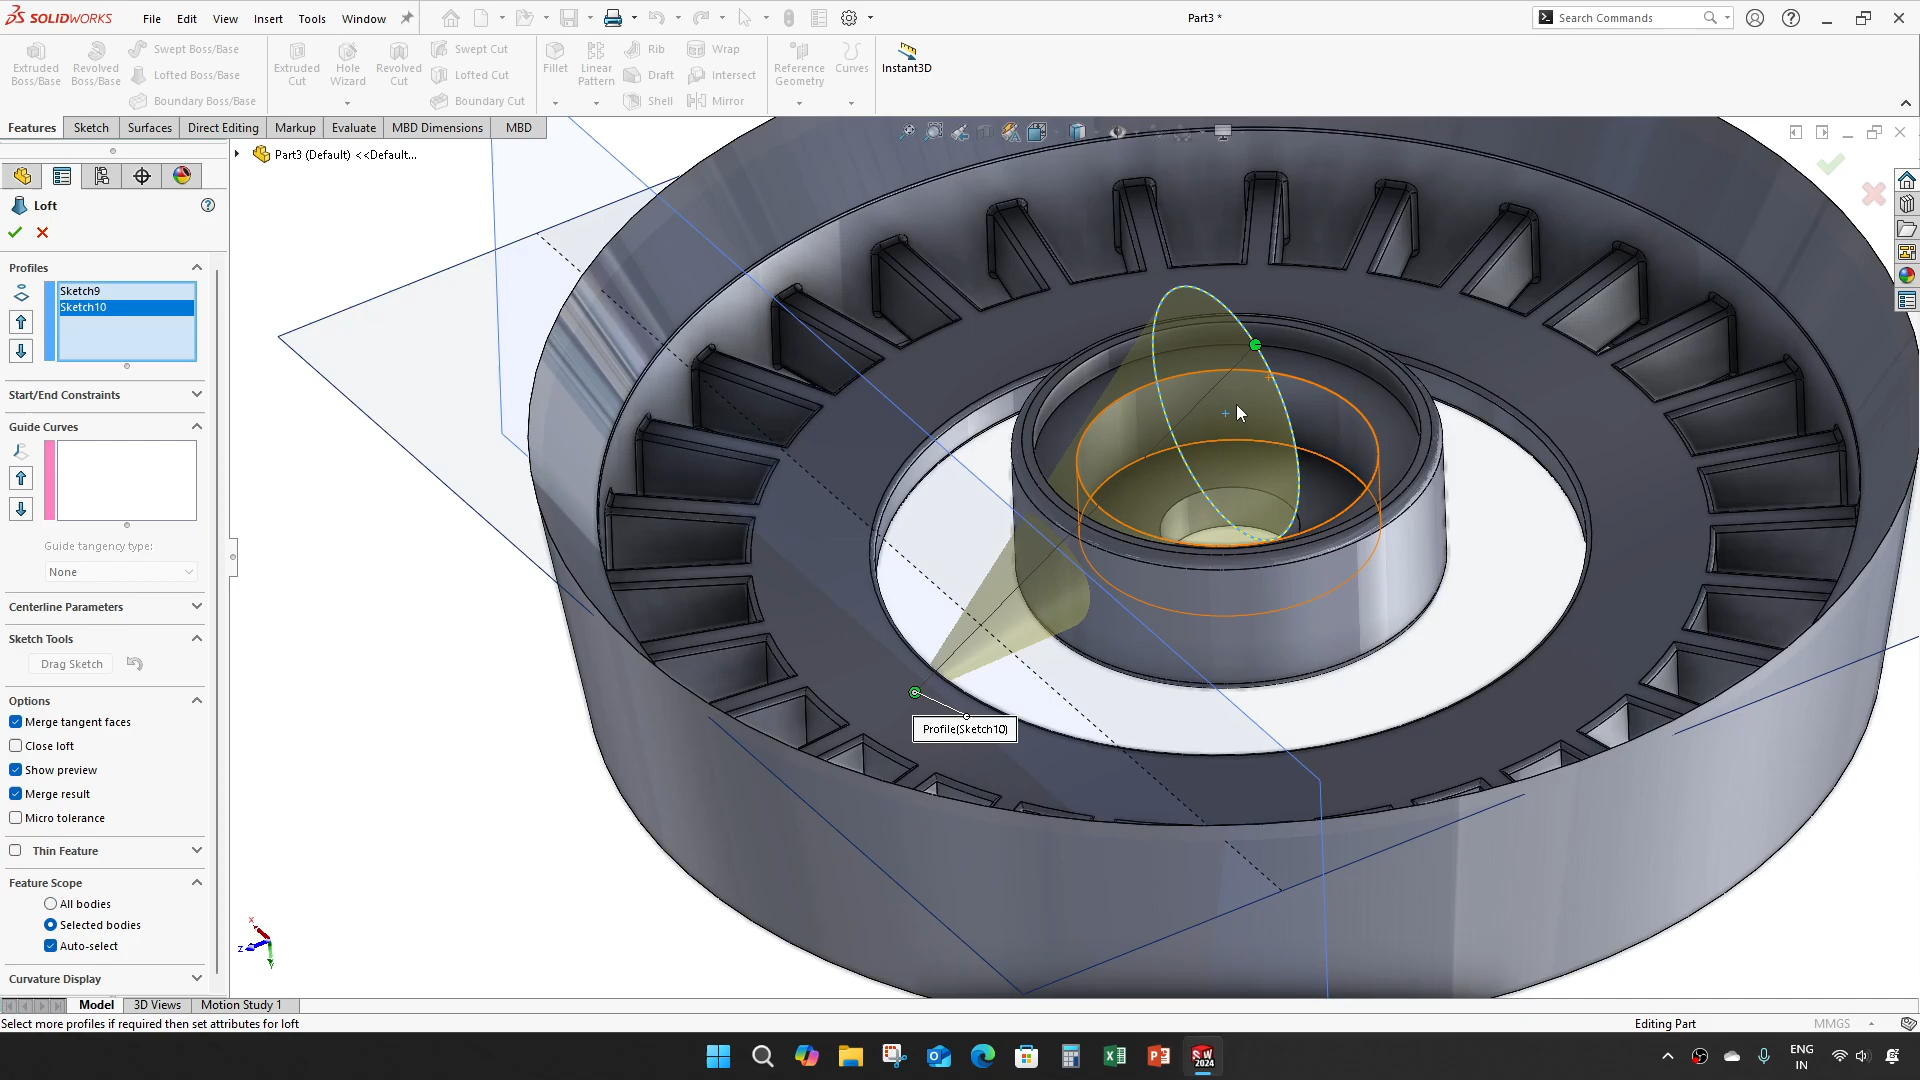 SOLIDWORKS File Edit View Insert Tools Window Part3 * Search Commands
Extruded Boss/Base
Revolved Boss/Base
Swept Boss/Base
Lofted Boss/Base
Boundary Boss/Base
Extruded Cut
Hole Wizard
Revolved Cut
Swept Cut
Lofted Cut
Boundary Cut
Fillet
Linear Pattern
Rib
Draft
Shell
Wrap
Intersect
Mirror
Reference Geometry
Curves
Instant3D
Features Sketch Surfaces Direct Editing Markup Evaluate MBD Dimensions MBD
Part3 (Default) <<Default...
Loft
Profiles
Sketch9
Sketch10
Start/End Constraints
Guide Curves
Guide tangency type:
None
Centerline Parameters
Sketch Tools
Drag Sketch
Options
Merge tangent faces
Close loft
Show preview
Merge result
Micro tolerance
Thin Feature
Feature Scope
All bodies
Selected bodies
Auto-select
Curvature Display
Profile(Sketch10)
x
z
Y
Model 3D Views Motion Study 1
Select more profiles if required then set attributes for loft Editing Part MMGS
SW
2024
ENG
IN